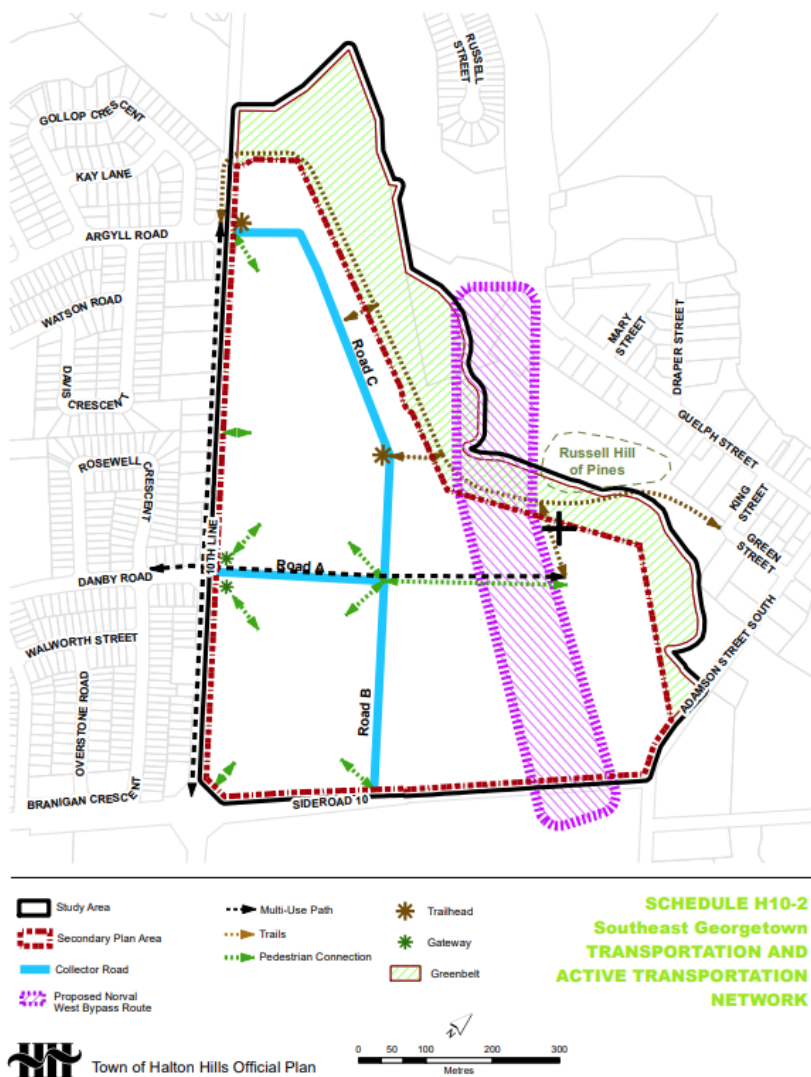 RUSSELL
STREET
GOLLOP CRESCENT
KAY LANE
ARGYLL ROAD
WATSON ROAD
DAVIS
CRESCENT
ROSEWELL
CRESCENT
10TH LINE
DANBY ROAD
WALWORTH STREET
OVERSTONE ROAD
BRANIGAN CRESCENT
SIDEROAD 10
Road C
Road A
Road B
MARY
STREET
DRAPER STREET
GUELPH STREET
Russell Hill
of Pines
KING
STREET
GREEN
STREET
ADAMSON STREET SOUTH
Study Area
Secondary Plan Area
Collector Road
Proposed Norval
West Bypass Route
Multi-Use Path
Trails
Pedestrian Connection
Trailhead
Gateway
Greenbelt
SCHEDULE H10-2
Southeast Georgetown
TRANSPORTATION AND
ACTIVE TRANSPORTATION
NETWORK
Town of Halton Hills Official Plan
N
0 50 100 200 300
Metres